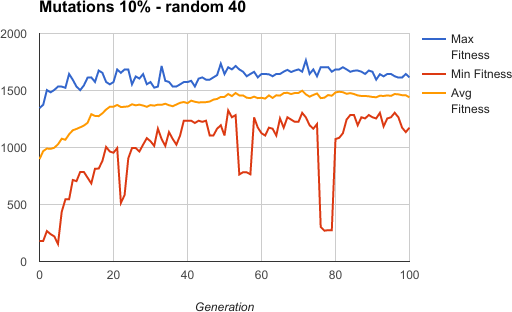 Mutations 10% - random 40
2000
1500
1000
500
0
0 20 40 60 80 100
Generation
Max
Fitness
Min Fitness
Avg
Fitness